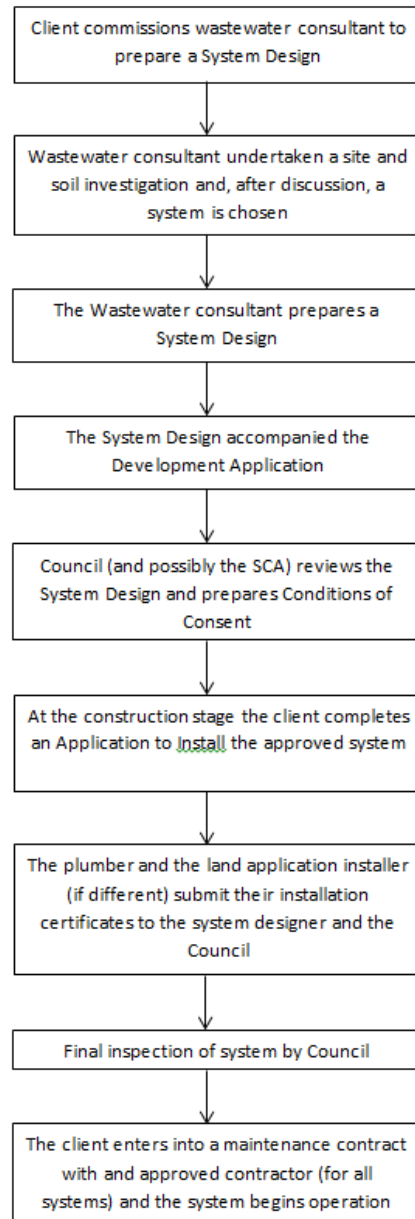 Client commissions wastewater consultant to
prepare a System Design
Wastewater consultant undertaken a site and
soil investigation and, after discussion, a
system is chosen
The Wastewater consultant prepares a
System Design
The System Design accompanied the
Development Application
Council (and possibly the SCA) reviews the
System Design and prepares Conditions of
Consent
At the construction stage the client completes
an Application to Install the approved system
The plumber and the land application installer
(if different) submit their installation
certificates to the system designer and the
Council
Final inspection of system by Council
The client enters into a maintenance contract
with and approved contractor (for all
systems) and the system begins operation